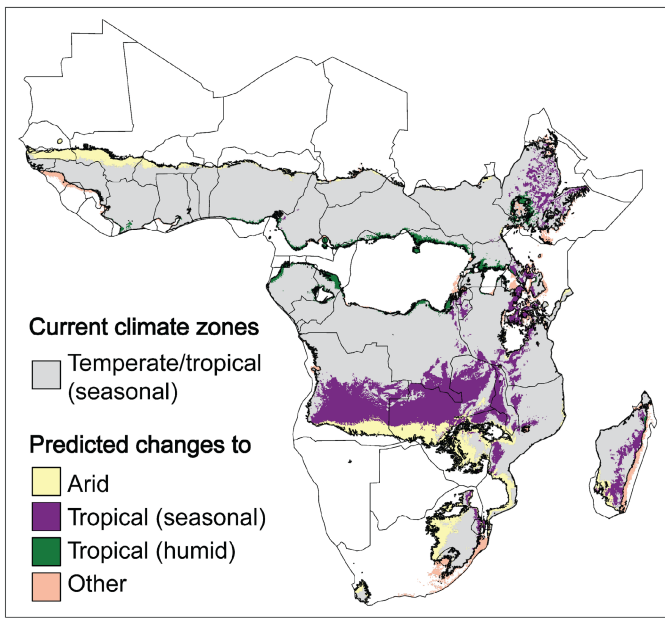 Current climate zones
Temperate/tropical
(seasonal)
Predicted changes to
Arid
Tropical (seasonal)
Tropical (humid)
Other